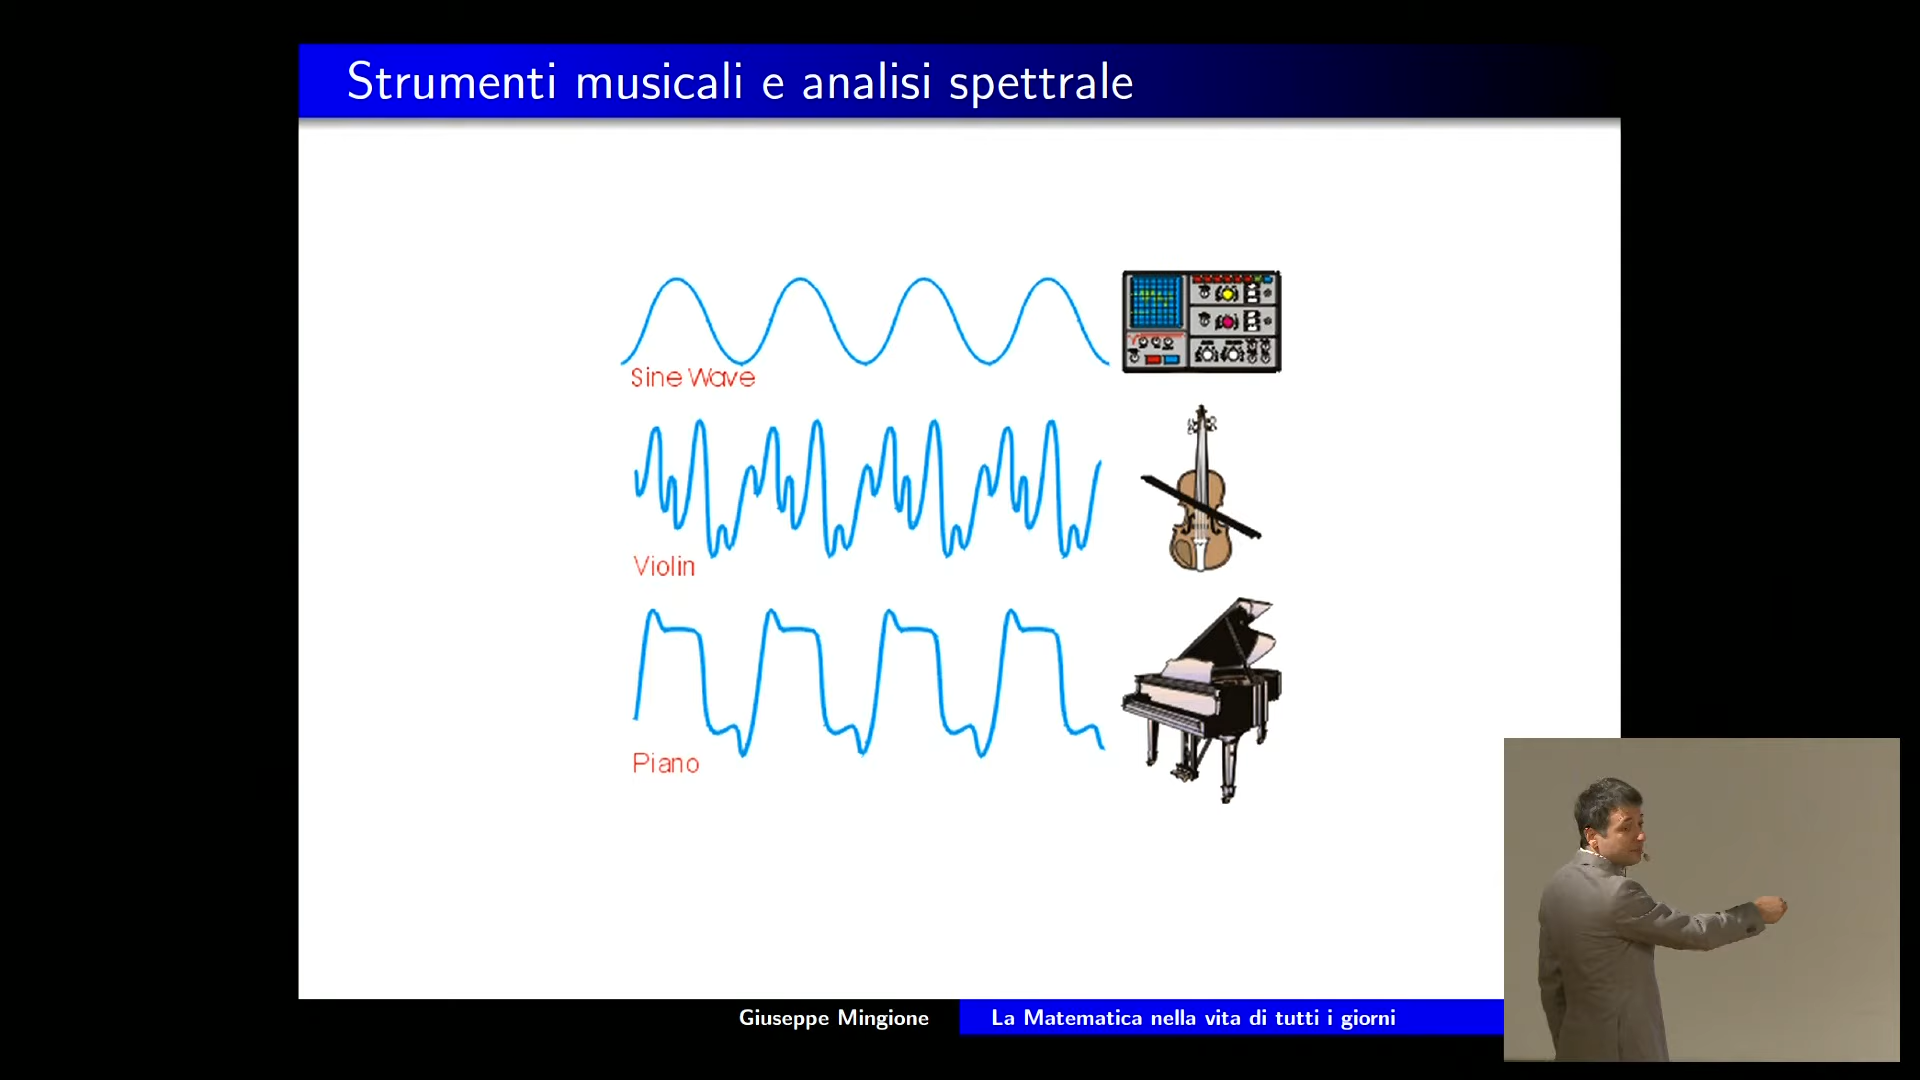 Strumenti musicali e analisi spettrale
Sine Wave
Violin
Piano
Giuseppe Mingione
La Matematica nella vita di tutti i giorni